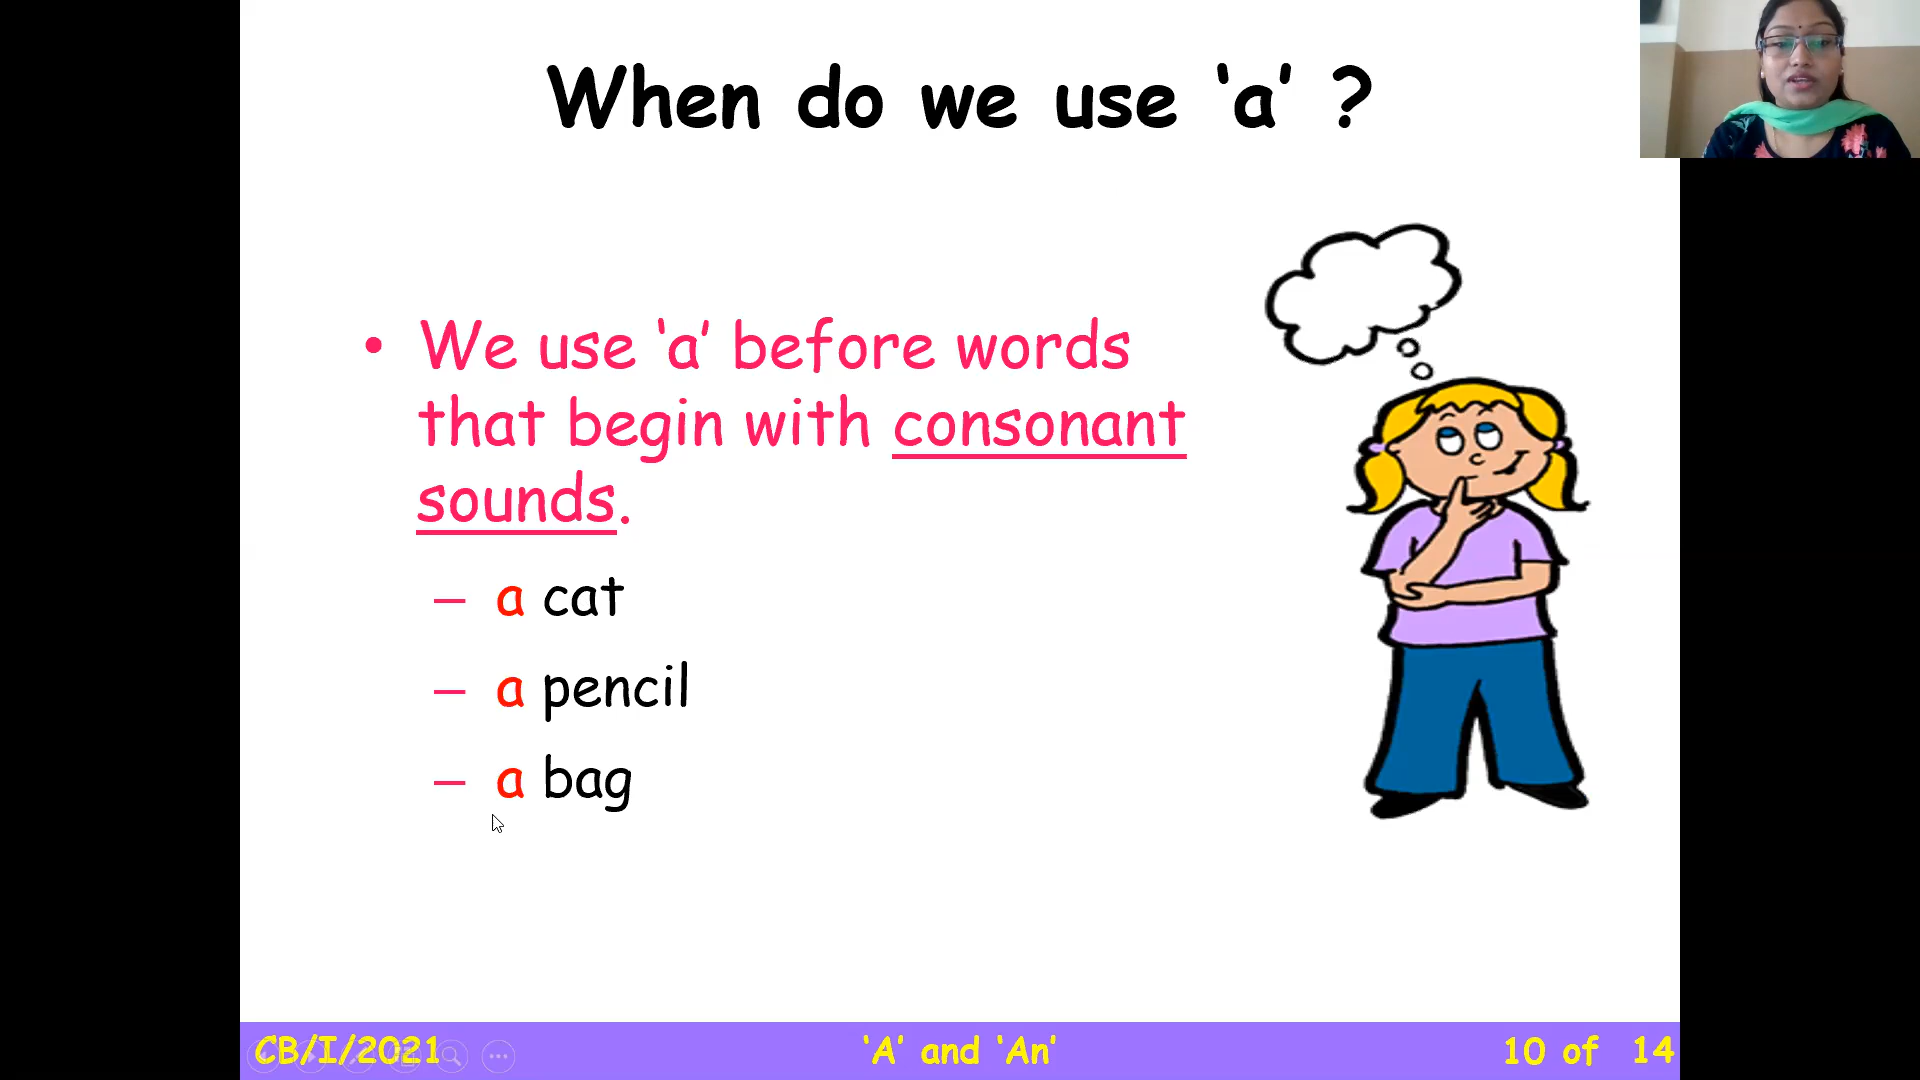 When do we use ‘a’ ?
• We use ‘a’ before words
that begin with consonant
sounds.
– a cat
– a pencil
– a bag
CB/I/2021
‘A’ and ‘An’
10 of 14